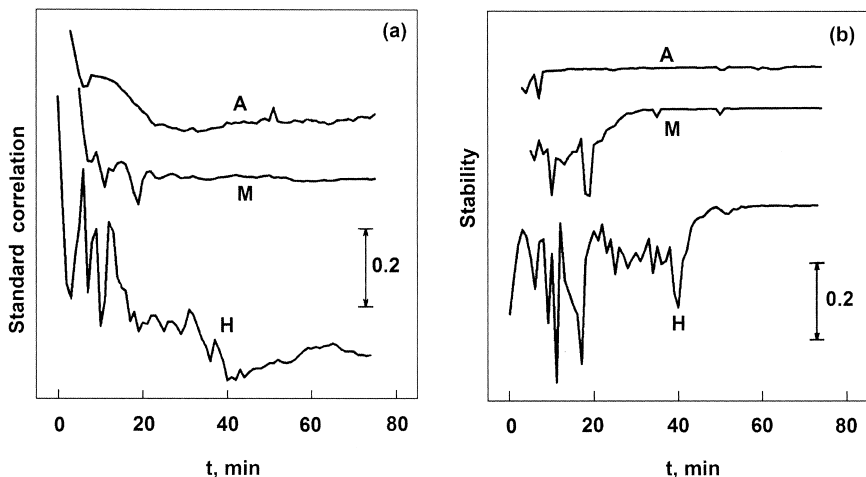 (a)
A
M
H
0.2
Standard correlation
0
20
40
60
80
t, min
(b)
A
M
H
0.2
Stability
0
20
40
60
80
t, min